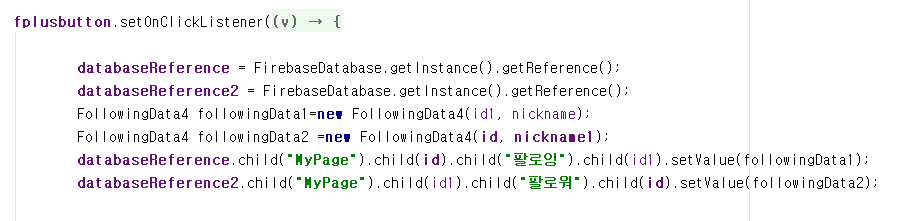 fplusbutton.setOnClickListener((v) → {
databaseReference = FirebaseDatabase.getInstance().getReference();
databaseReference2 = FirebaseDatabase.getInstance().getReference();
FollowingData4 followingData1=new FollowingData4(id1, nickname);
FollowingData4 followingData2 =new FollowingData4(id, nickname1);
databaseReference.child("MyPage").child(id).child("팔로잉").child(id1).setValue(followingData1);
databaseReference2.child("MyPage").child(id1).child("팔로워").child(id).setValue(followingData2);